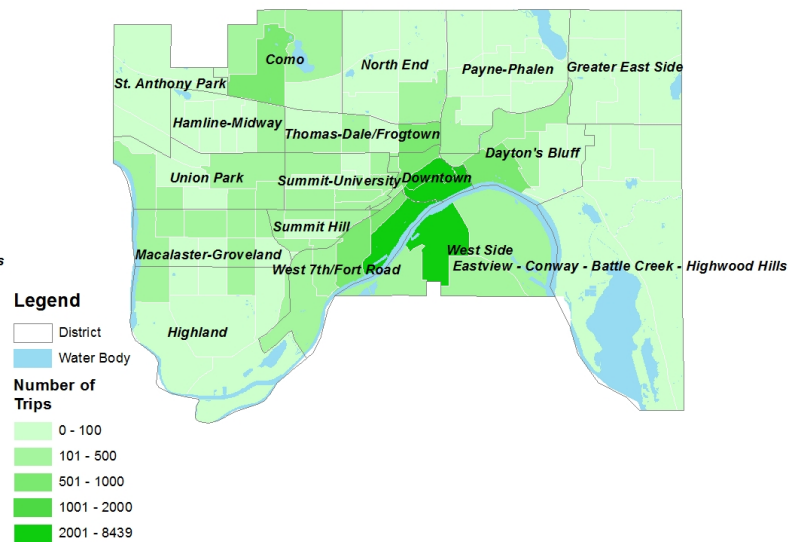 Como
North End
Payne-Phalen
Greater East Side
St. Anthony Park
Hamline-Midway
Thomas-Dale/Frogtown
Dayton's Bluff
Union Park
Summit-University
Downtown
Summit Hill
Macalaster-Groveland
West Side
West 7th/Fort Road
Eastview - Conway - Battle Creek - Highwood Hills
s
Highland
Legend
District
Water Body
Number of
Trips
0 - 100
101 - 500
501 - 1000
1001 - 2000
2001 - 8439